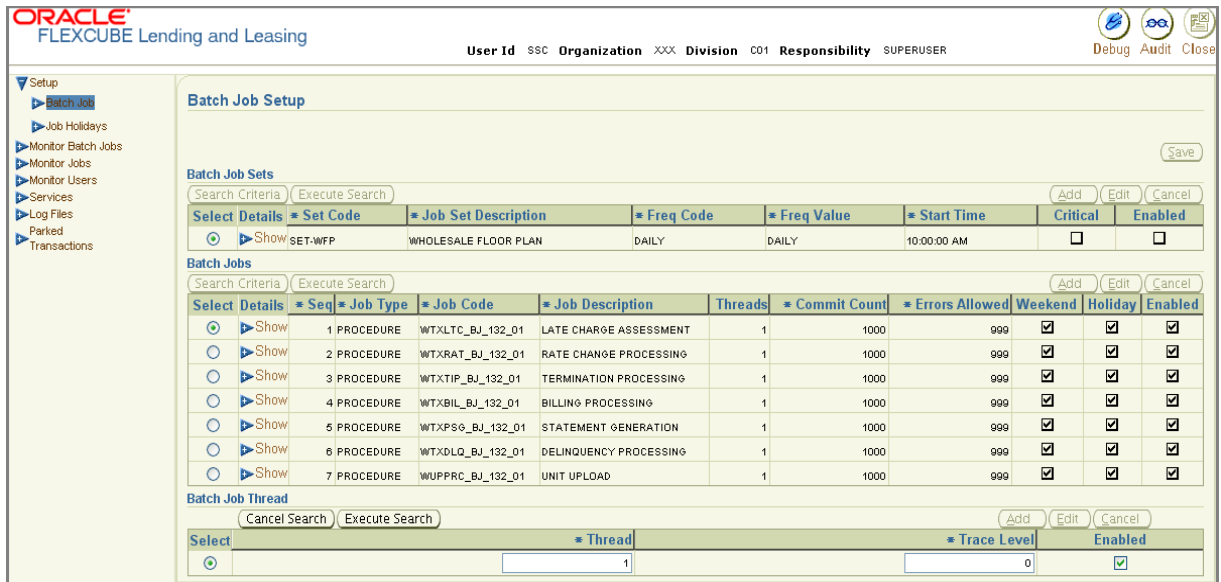 ORACLE
FLEXCUBE Lending and Leasing
User Id SSC Organization XXX Division C01 Responsibility SUPERUSER
Debug Audit Close
Setup
Batch Job
Job Holidays
Monitor Batch Jobs
Monitor Jobs
Monitor Users
Services
Log Files
Parked
Transactions
Batch Job Setup
Save
Batch Job Sets
Search Criteria Execute Search Add Edit Cancel
Select Details * Set Code * Job Set Description * Freq Code * Freq Value * Start Time Critical Enabled
Show SET-WFP WHOLESALE FLOOR PLAN DAILY DAILY 10:00:00 AM
Batch Jobs
Search Criteria Execute Search Add Edit Cancel
Select Details * Seq * Job Type * Job Code * Job Description Threads * Commit Count * Errors Allowed Weekend Holiday Enabled
Show 1 PROCEDURE WTXLTC_BJ_132_01 LATE CHARGE ASSESSMENT 1 1000 999
Show 2 PROCEDURE WTXRAT_BJ_132_01 RATE CHANGE PROCESSING 1 1000 999
Show 3 PROCEDURE WTXTIP_BJ_132_01 TERMINATION PROCESSING 1 1000 999
Show 4 PROCEDURE WTXBIL_BJ_132_01 BILLING PROCESSING 1 1000 999
Show 5 PROCEDURE WTXPSG_BJ_132_01 STATEMENT GENERATION 1 1000 999
Show 6 PROCEDURE WTXDLQ_BJ_132_01 DELINQUENCY PROCESSING 1 1000 999
Show 7 PROCEDURE WUPPRC_BJ_132_01 UNIT UPLOAD 1 1000 999
Batch Job Thread
Cancel Search Execute Search Add Edit Cancel
Select * Thread * Trace Level Enabled
1 0